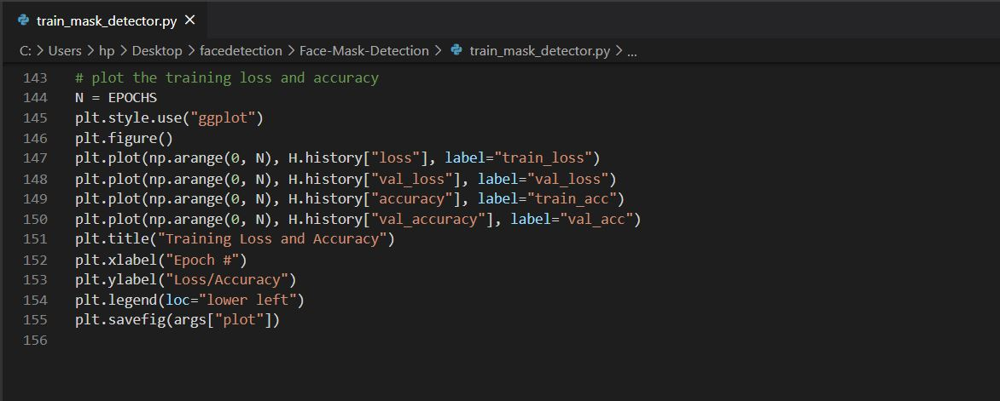 train_mask_detector.py ×
C: > Users > hp > Desktop > facedetection > Face-Mask-Detection > train_mask_detector.py > ...
143 # plot the training loss and accuracy
144 N = EPOCHS
145 plt.style.use("ggplot")
146 plt.figure()
147 plt.plot(np.arange(0, N), H.history["loss"], label="train_loss")
148 plt.plot(np.arange(0, N), H.history["val_loss"], label="val_loss")
149 plt.plot(np.arange(0, N), H.history["accuracy"], label="train_acc")
150 plt.plot(np.arange(0, N), H.history["val_accuracy"], label="val_acc")
151 plt.title("Training Loss and Accuracy")
152 plt.xlabel("Epoch #")
153 plt.ylabel("Loss/Accuracy")
154 plt.legend(loc="lower left")
155 plt.savefig(args["plot"])
156